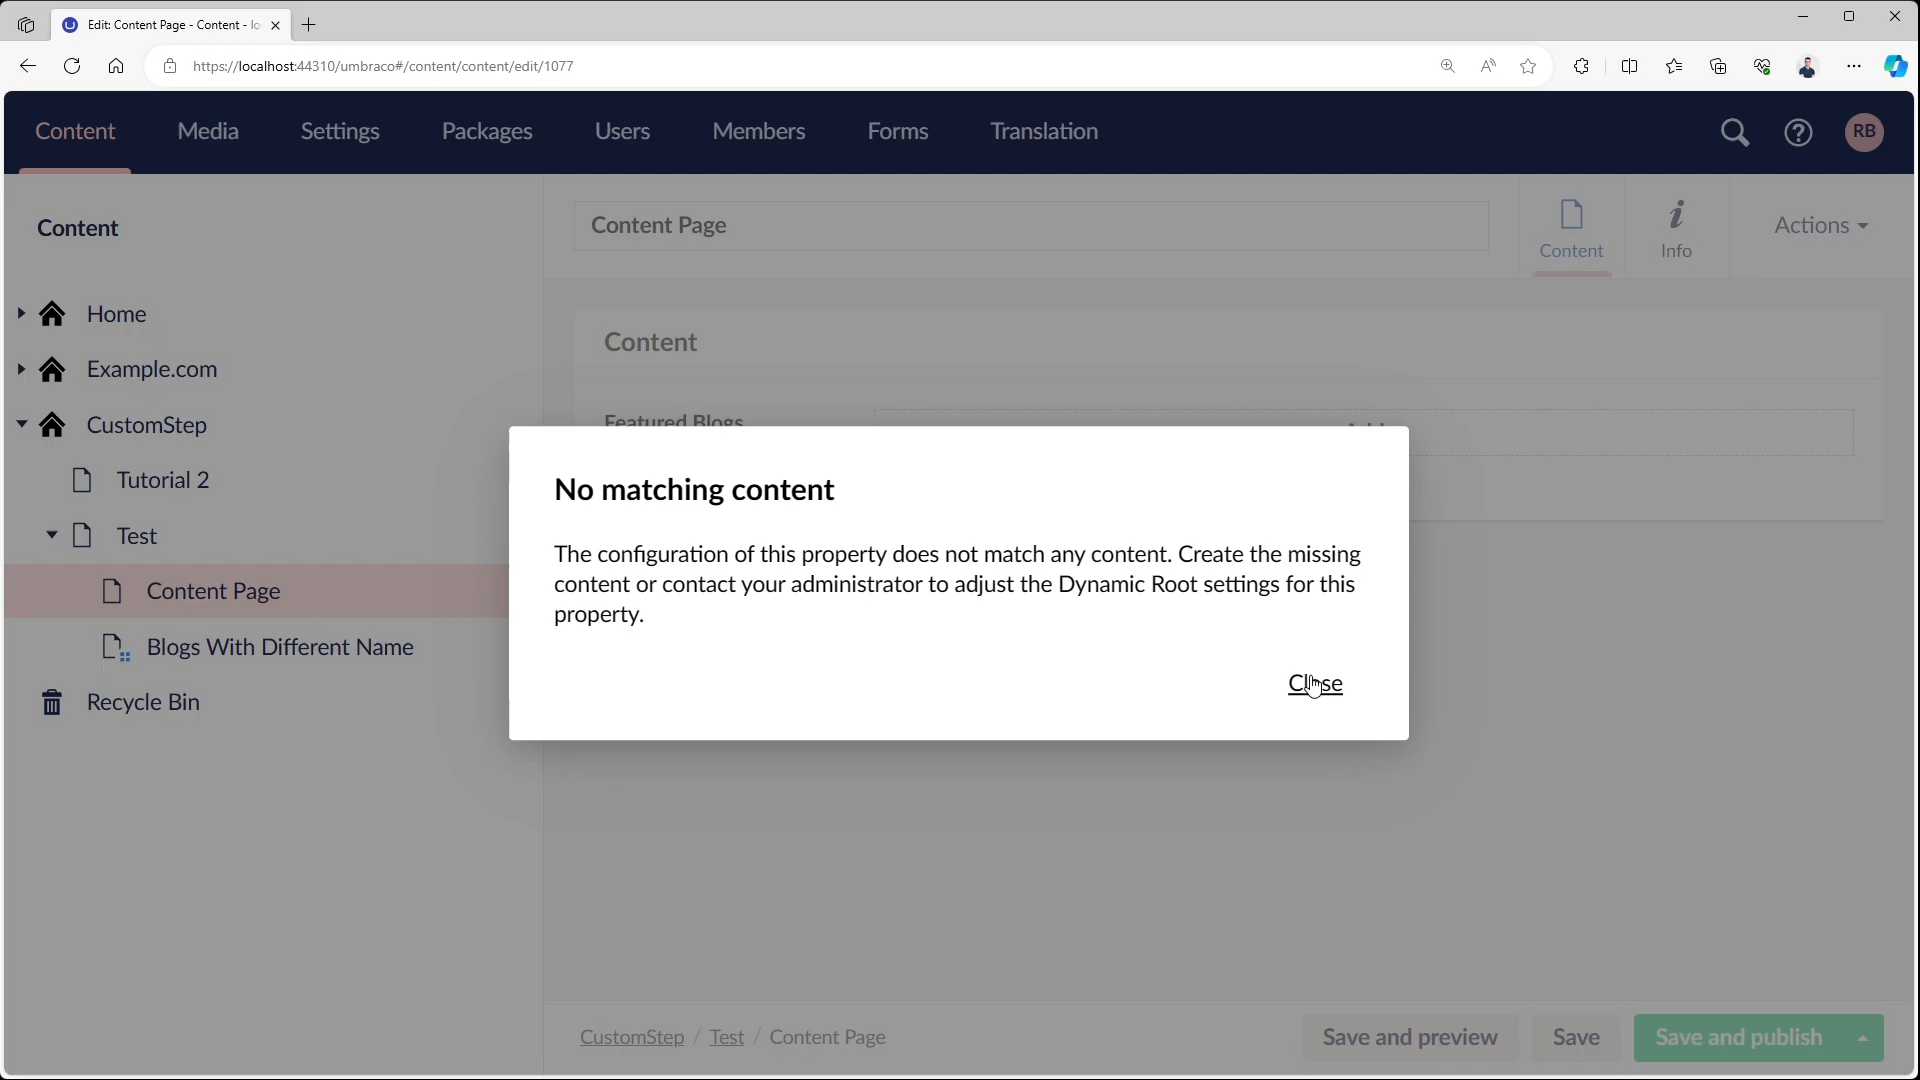 Edit: Content Page - Content - lo
https://localhost:44310/umbraco#/content/content/edit/1077
Content Media Settings Packages Users Members Forms Translation RB
Content
Home
Example.com
CustomStep
Tutorial 2
Test
Content Page
Blogs With Different Name
Recycle Bin
Content Page
Content
Info
Actions
Content
Featured Blogs
No matching content
The configuration of this property does not match any content. Create the missing
content or contact your administrator to adjust the Dynamic Root settings for this
property.
Close
CustomStep / Test / Content Page
Save and preview
Save
Save and publish